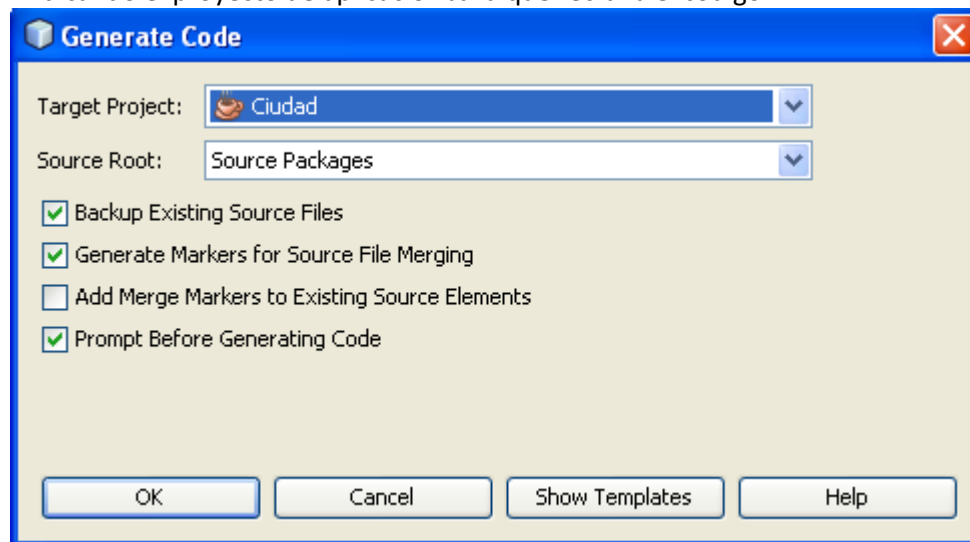 Generate Code
Target Project: Ciudad
Source Root: Source Packages
Backup Existing Source Files
Generate Markers for Source File Merging
Add Merge Markers to Existing Source Elements
Prompt Before Generating Code
OK Cancel Show Templates Help